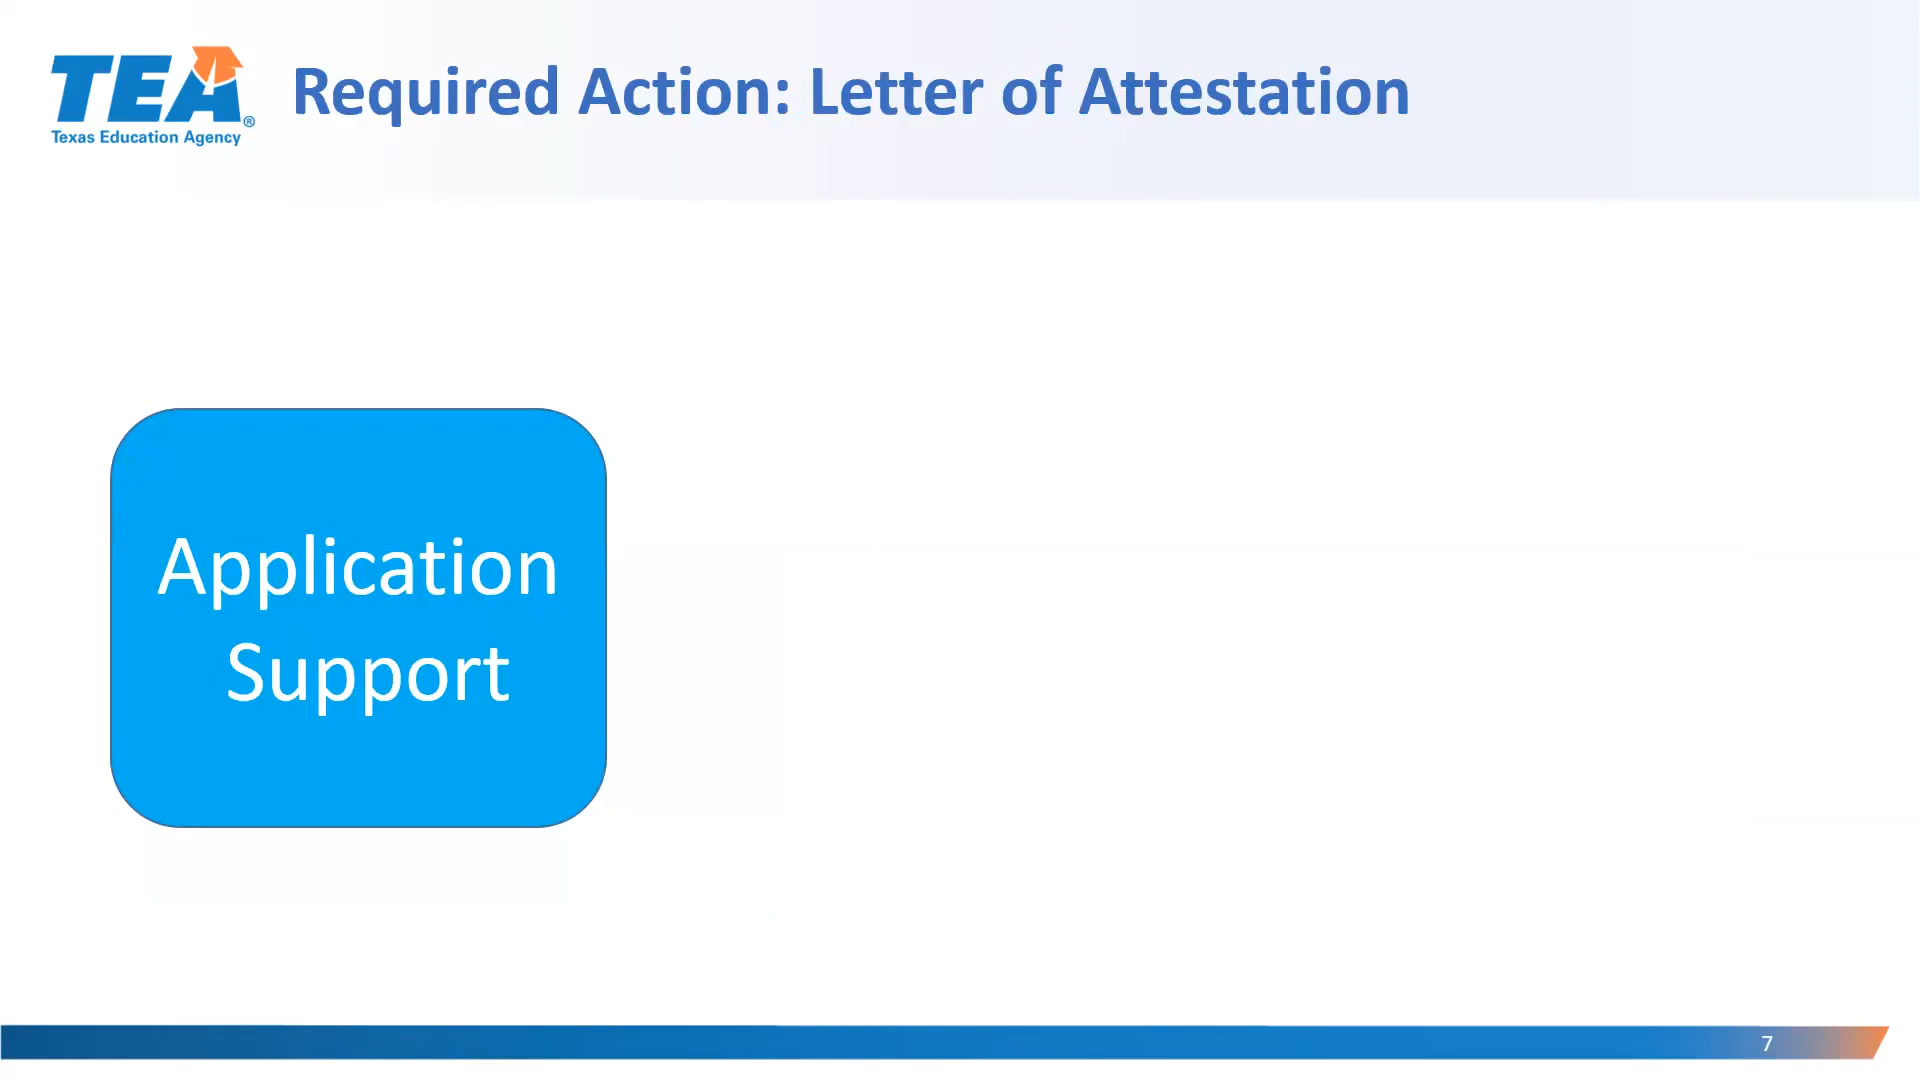 TEA®
Texas Education Agency
Required Action: Letter of Attestation
Application
Support
7